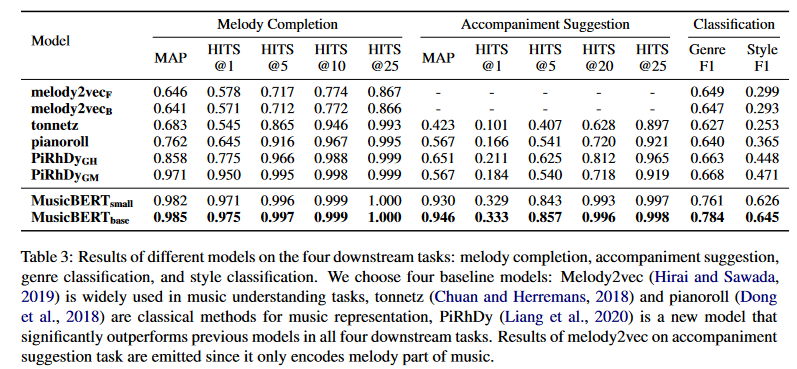 Model Melody Completion Accompaniment Suggestion Classification
MAP HITS @1 HITS @5 HITS @10 HITS @25 MAP HITS @1 HITS @5 HITS @20 HITS @25 Genre F1 Style F1
melody2vecF 0.646 0.578 0.717 0.774 0.867 - - - - - 0.649 0.299
melody2vecB 0.641 0.571 0.712 0.772 0.866 - - - - - 0.647 0.293
tonnetz 0.683 0.545 0.865 0.946 0.993 0.423 0.101 0.407 0.628 0.897 0.627 0.253
pianoroll 0.762 0.645 0.916 0.967 0.995 0.567 0.166 0.541 0.720 0.921 0.640 0.365
PiRhDyGH 0.858 0.775 0.966 0.988 0.999 0.651 0.211 0.625 0.812 0.965 0.663 0.448
PiRhDyGM 0.971 0.950 0.995 0.998 0.999 0.567 0.184 0.540 0.718 0.919 0.668 0.471
MusicBERTsmall 0.982 0.971 0.996 0.999 1.000 0.930 0.329 0.843 0.993 0.997 0.761 0.626
MusicBERTbase 0.985 0.975 0.997 0.999 1.000 0.946 0.333 0.857 0.996 0.998 0.784 0.645
Table 3: Results of different models on the four downstream tasks: melody completion, accompaniment suggestion,
genre classification, and style classification. We choose four baseline models: Melody2vec (Hirai and Sawada,
2019) is widely used in music understanding tasks, tonnetz (Chuan and Herremans, 2018) and pianoroll (Dong
et al., 2018) are classical methods for music representation, PiRhDy (Liang et al., 2020) is a new model that
significantly outperforms previous models in all four downstream tasks. Results of melody2vec on accompaniment
suggestion task are emitted since it only encodes melody part of music.